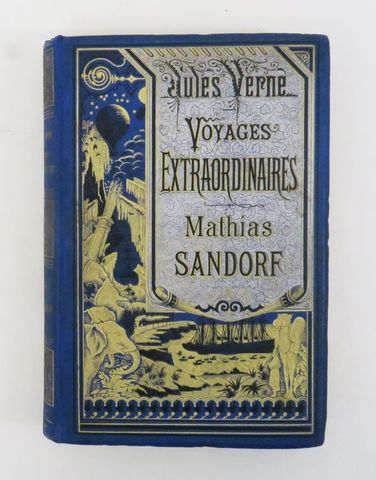 Jules Verne...
VOYAGES
EXTRAORDINAIRES
Mathias
SANDORF